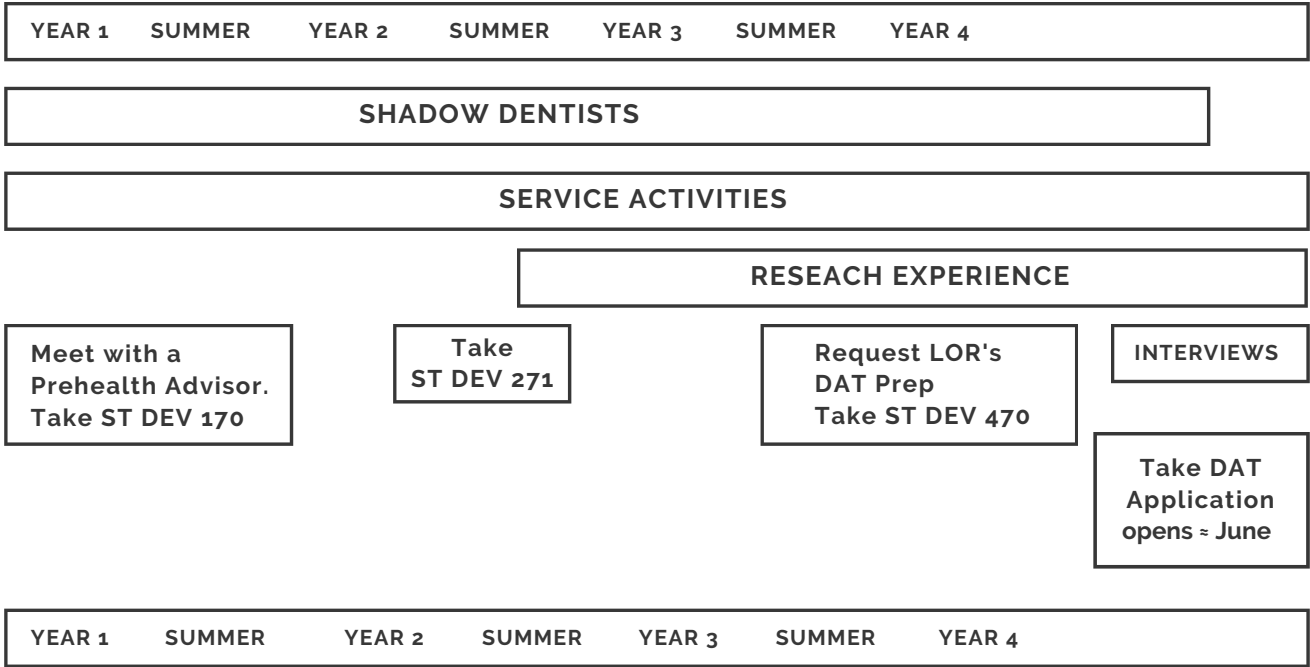 YEAR 1 SUMMER YEAR 2 SUMMER YEAR 3 SUMMER YEAR 4
SHADOW DENTISTS
SERVICE ACTIVITIES
RESEACH EXPERIENCE
Meet with a
Prehealth Advisor.
Take ST DEV 170
Take
ST DEV 271
Request LOR's
DAT Prep
Take ST DEV 470
INTERVIEWS
Take DAT
Application
opens ≈ June
YEAR 1 SUMMER YEAR 2 SUMMER YEAR 3 SUMMER YEAR 4